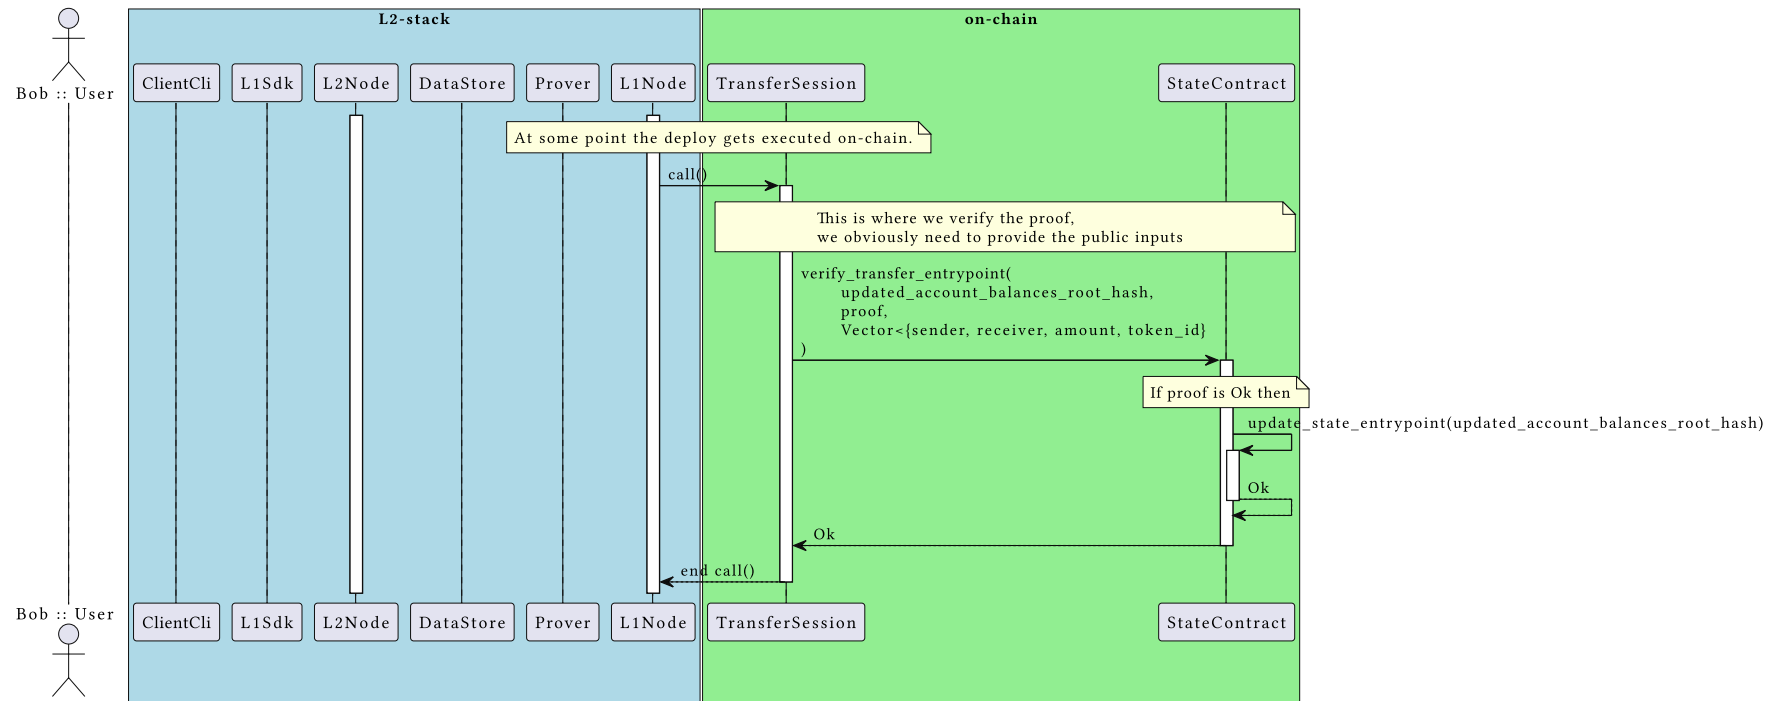 L2-stack
on-chain
Bob :: User
ClientCli
L1Sdk
L2Node
DataStore
Prover
L1Node
TransferSession
StateContract
At some point the deploy gets executed on-chain.
call()
This is where we verify the proof,
we obviously need to provide the public inputs
verify_transfer_entrypoint(
updated_account_balances_root_hash,
proof,
Vector<{sender, receiver, amount, token_id}
)
If proof is Ok then
update_state_entrypoint(updated_account_balances_root_hash)
Ok
Ok
end call()
Bob :: User
ClientCli
L1Sdk
L2Node
DataStore
Prover
L1Node
TransferSession
StateContract